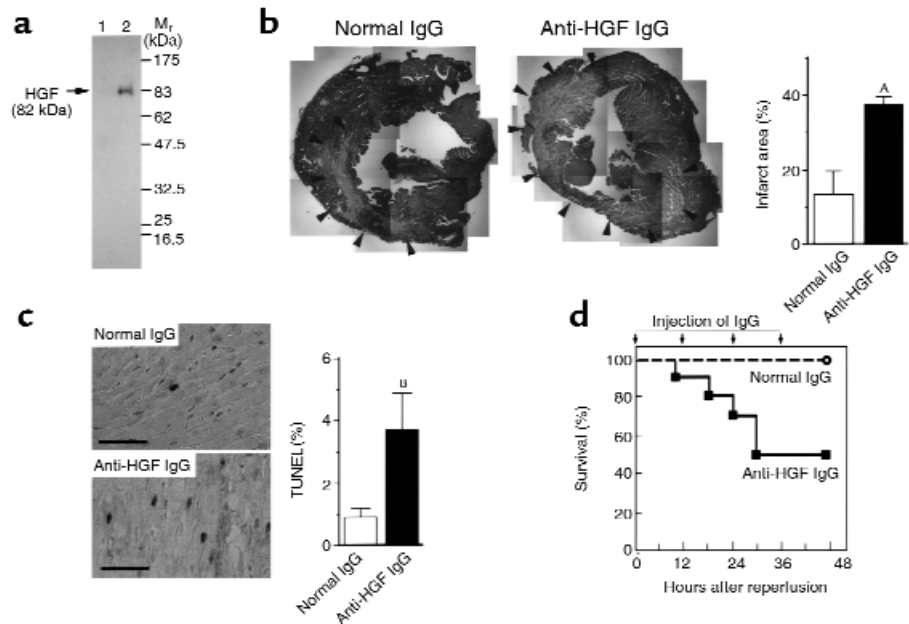 a
1 2 Mr
(kDa)
175
HGF 83
(82 kDa)
62
47.5
32.5
25
16.5
b
Normal IgG Anti-HGF IgG
Infarct area (%)
40
20
0
A
Normal IgG
Anti-HGF IgG
c
Normal IgG
Anti-HGF IgG
TUNEL (%)
6
4
2
0
B
Normal IgG
Anti-HGF IgG
d
Injection of IgG
Survival (%)
100
80
60
40
20
0
Normal IgG
Anti-HGF IgG
0 12 24 36 48
Hours after reperfusion